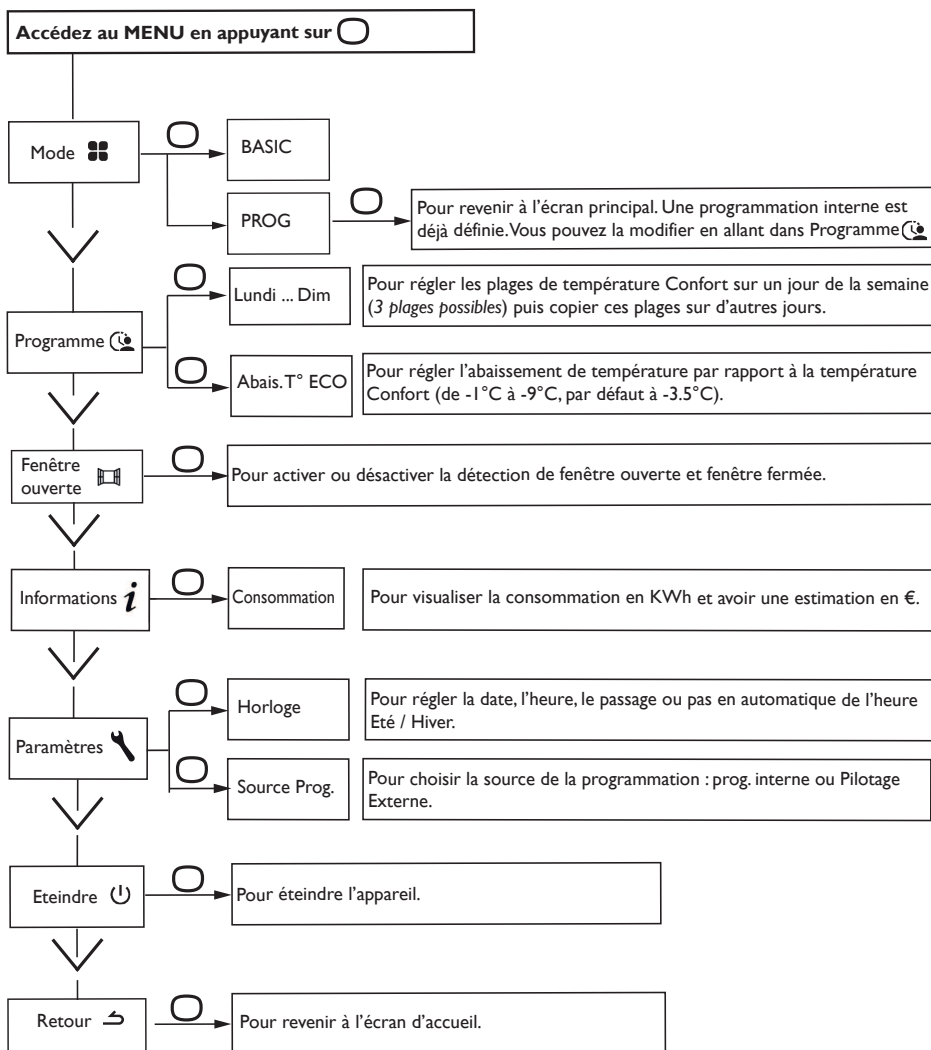 Accédez au MENU en appuyant sur
Mode
BASIC
PROG
Pour revenir à l'écran principal. Une programmation interne est
déjà définie. Vous pouvez la modifier en allant dans Programme
Programme
Lundi ... Dim
Pour régler les plages de température Confort sur un jour de la semaine
(3 plages possibles) puis copier ces plages sur d'autres jours.
Abais. T° ECO
Pour régler l'abaissement de température par rapport à la température
Confort (de -1°C à -9°C, par défaut à -3.5°C).
Fenêtre
ouverte
Pour activer ou désactiver la détection de fenêtre ouverte et fenêtre fermée.
Informations i
Consommation
Pour visualiser la consommation en KWh et avoir une estimation en €.
Paramètres
Horloge
Pour régler la date, l'heure, le passage ou pas en automatique de l'heure
Eté / Hiver.
Source Prog.
Pour choisir la source de la programmation : prog. interne ou Pilotage
Externe.
Eteindre
Pour éteindre l'appareil.
Retour
Pour revenir à l'écran d'accueil.